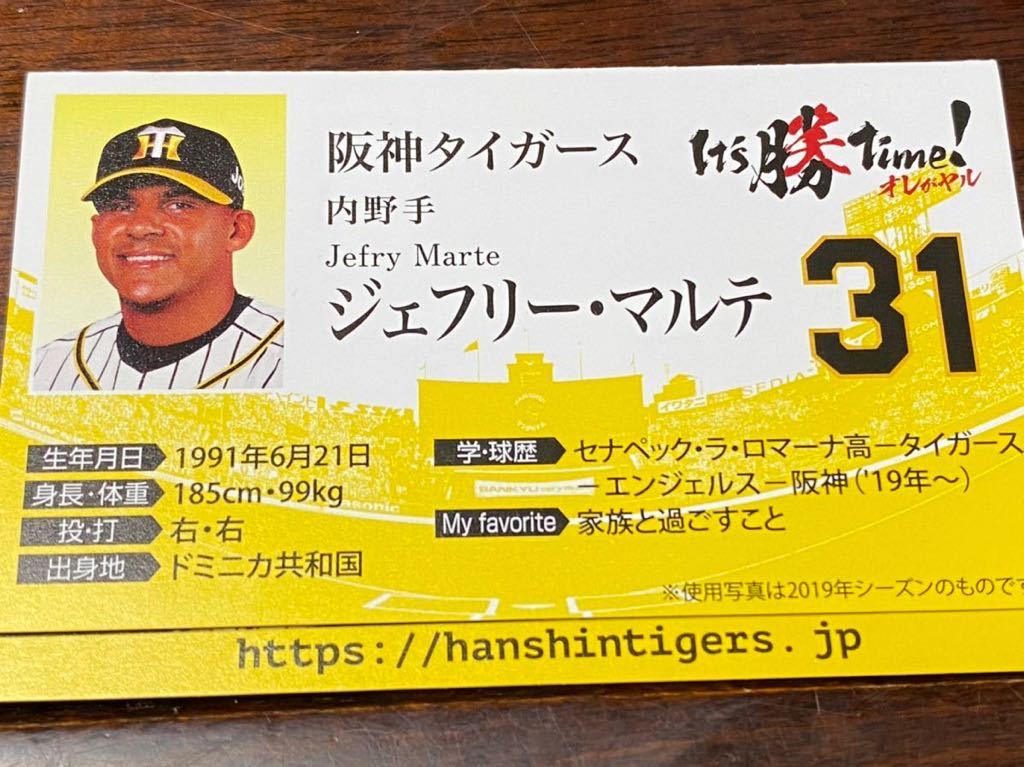 阪神タイガース
It's 勝 Time!
オレがヤル
内野手
Jefry Marte
ジェフリー・マルテ
31
生年月日 1991年6月21日
身長・体重 185cm・99kg
投・打 右・右
出身地 ドミニカ共和国
学・球歴 セナペック・ラ・ロマーナ高－タイガース
－エンジェルス－阪神('19年～)
My favorite 家族と過ごすこと
※使用写真は2019年シーズンのものです
https://hanshintigers.jp